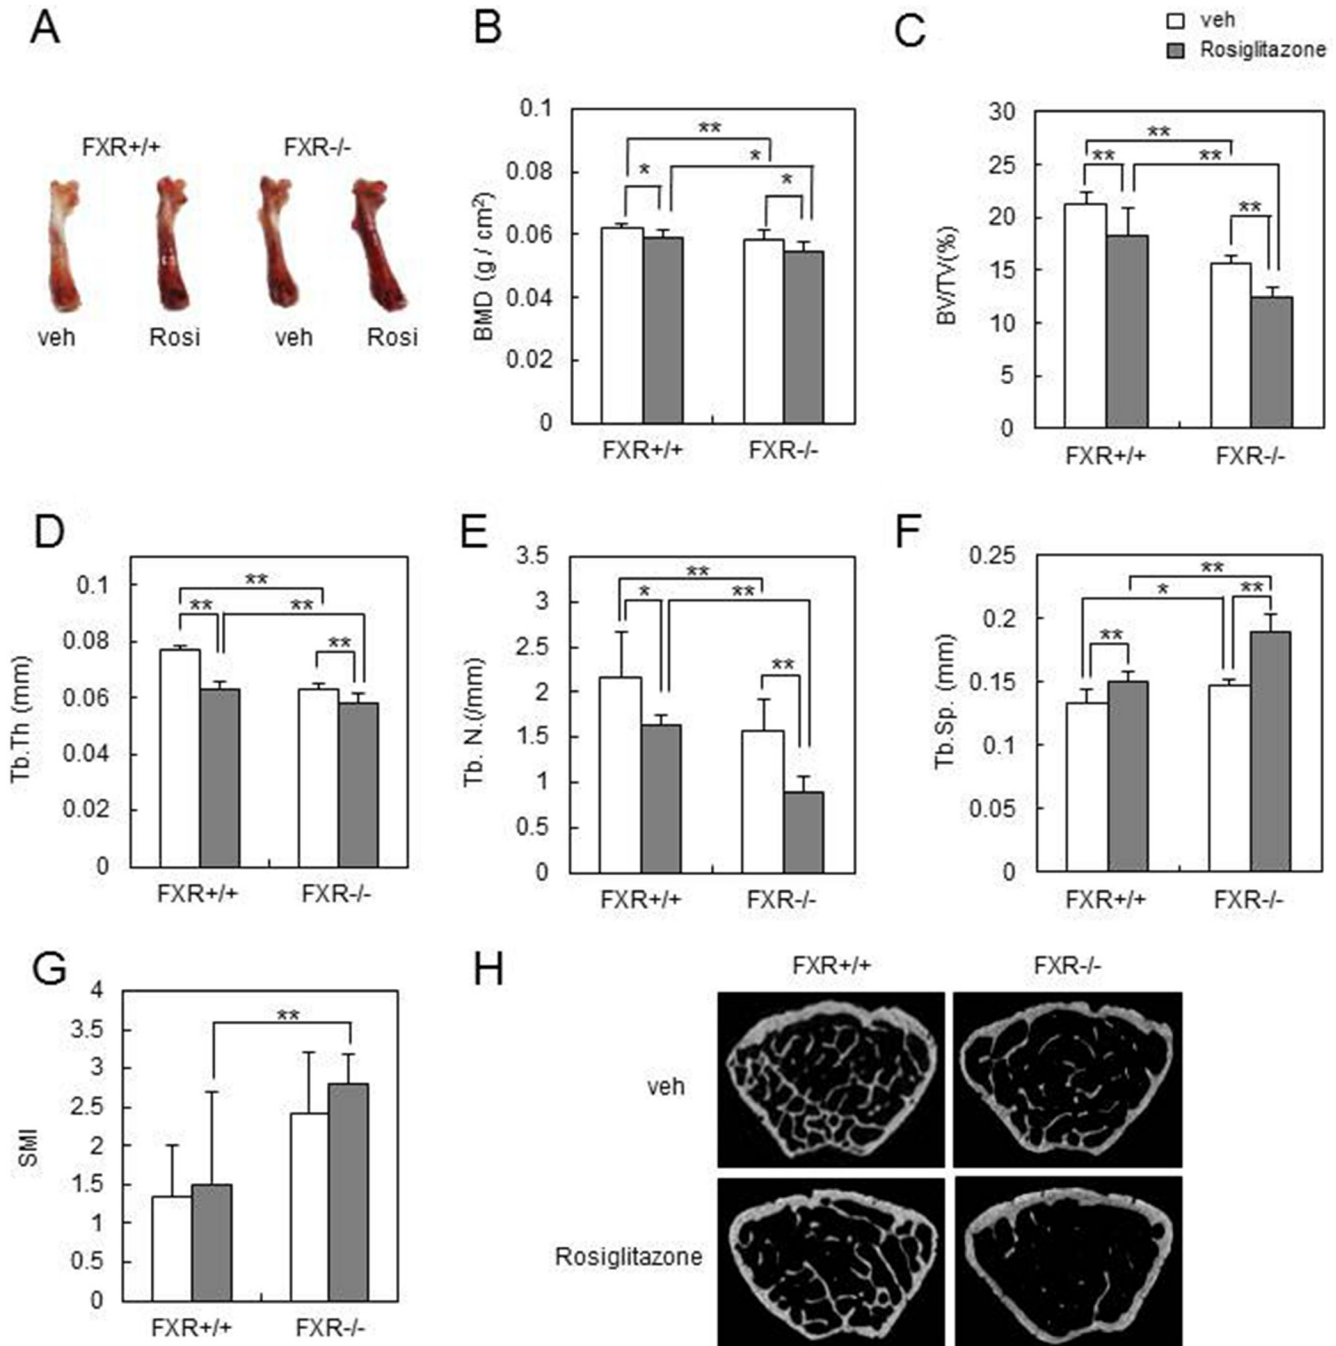 A
FXR+/+ FXR-/-
veh Rosi veh Rosi
B
0.1
0.08
0.06
0.04
0.02
0
BMD (g / cm²)
** * * *
FXR+/+ FXR-/-
C
veh
Rosiglitazone
30
25
20
15
10
5
0
BV/TV(%)
** ** ** **
FXR+/+ FXR-/-
D
0.1
0.08
0.06
0.04
0.02
0
Tb.Th (mm)
** ** ** **
FXR+/+ FXR-/-
E
3.5
3
2.5
2
1.5
1
0.5
0
Tb. N.(/mm)
** * ** **
FXR+/+ FXR-/-
F
0.25
0.2
0.15
0.1
0.05
0
Tb.Sp. (mm)
** * ** **
FXR+/+ FXR-/-
G
4
3.5
3
2.5
2
1.5
1
0.5
0
SMI
**
FXR+/+ FXR-/-
H
FXR+/+ FXR-/-
veh
Rosiglitazone